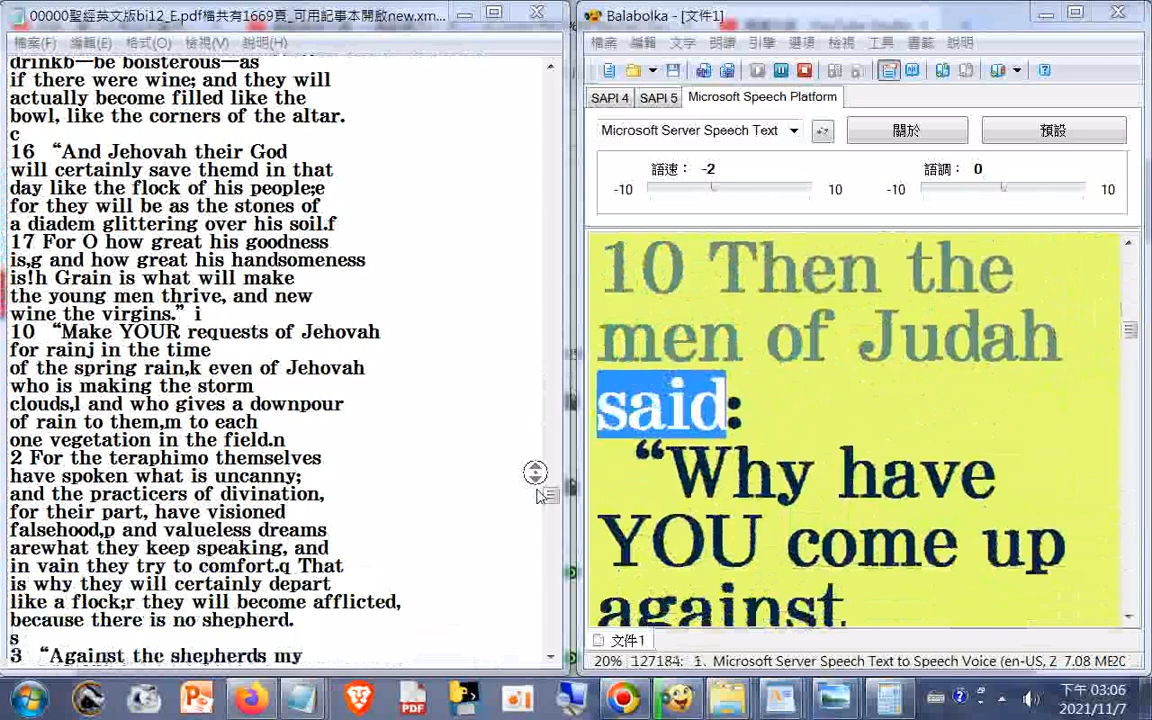 00000聖經英文版bi12_E.pdf檔共有1669頁_可用記事本開啟new.xm...
檔案(F) 編輯(E) 格式(O) 檢視(V) 說明(H)
drinkb—be boisterous—as
if there were wine; and they will
actually become filled like the
bowl, like the corners of the altar.
c
16 “And Jehovah their God
will certainly save themd in that
day like the flock of his people;e
for they will be as the stones of
a diadem glittering over his soil.f
17 For O how great his goodness
is,g and how great his handsomeness
is!h Grain is what will make
the young men thrive, and new
wine the virgins.” i
10 “Make YOUR requests of Jehovah
for rainj in the time
of the spring rain,k even of Jehovah
who is making the storm
clouds,l and who gives a downpour
of rain to them,m to each
one vegetation in the field.n
2 For the teraphimo themselves
have spoken what is uncanny;
and the practicers of divination,
for their part, have visioned
falsehood,p and valueless dreams
arewhat they keep speaking, and
in vain they try to comfort.q That
is why they will certainly depart
like a flock;r they will become afflicted,
because there is no shepherd.
s
3 “Against the shepherds my
Balabolka - [文件1]
檔案 編輯 文字 朗讀 引擎 選項 檢視 工具 書籤 說明
SAPI 4 SAPI 5 Microsoft Speech Platform
Microsoft Server Speech Text 關於 預設
語速: -2 語調: 0
-10 10 -10 10
10 Then the
men of Judah
said:
“Why have
YOU come up
against
文件1
20% 127184: 1、 Microsoft Server Speech Text to Speech Voice (en-US, Z 7.08 ME20
下午 03:06
2021/11/7